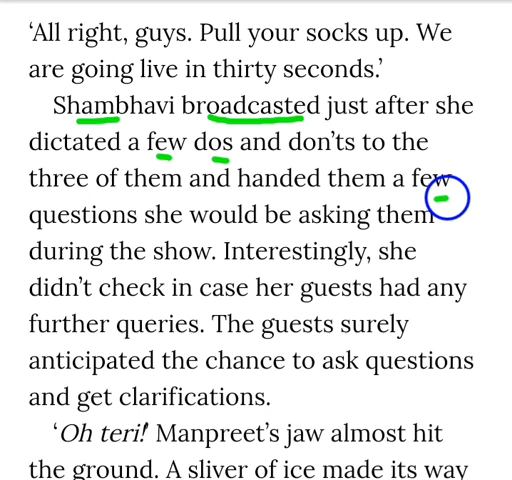 ‘All right, guys. Pull your socks up. We
are going live in thirty seconds.’
Shambhavi broadcasted just after she
dictated a few dos and don’ts to the
three of them and handed them a few
questions she would be asking them
during the show. Interestingly, she
didn’t check in case her guests had any
further queries. The guests surely
anticipated the chance to ask questions
and get clarifications.
‘Oh teri!’ Manpreet’s jaw almost hit
the ground. A sliver of ice made its way